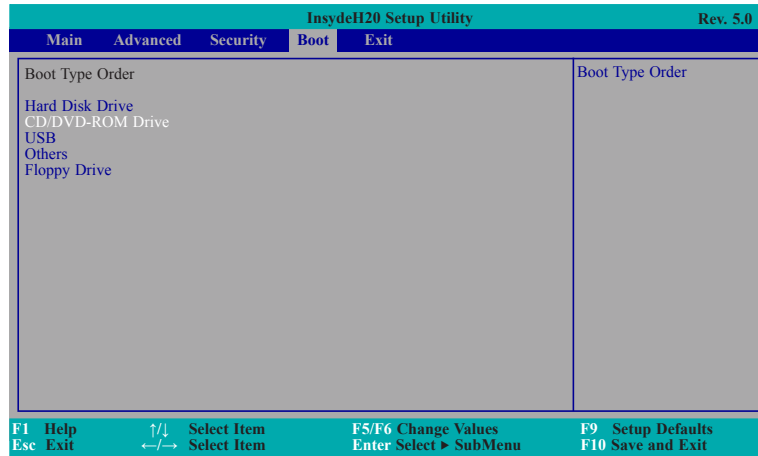 InsydeH20 Setup Utility Rev. 5.0
Main Advanced Security Boot Exit
Boot Type Order Boot Type Order
Hard Disk Drive
CD/DVD-ROM Drive
USB
Others
Floppy Drive
F1 Help ↑/↓ Select Item F5/F6 Change Values F9 Setup Defaults
Esc Exit ←/→ Select Item Enter Select ▶ SubMenu F10 Save and Exit